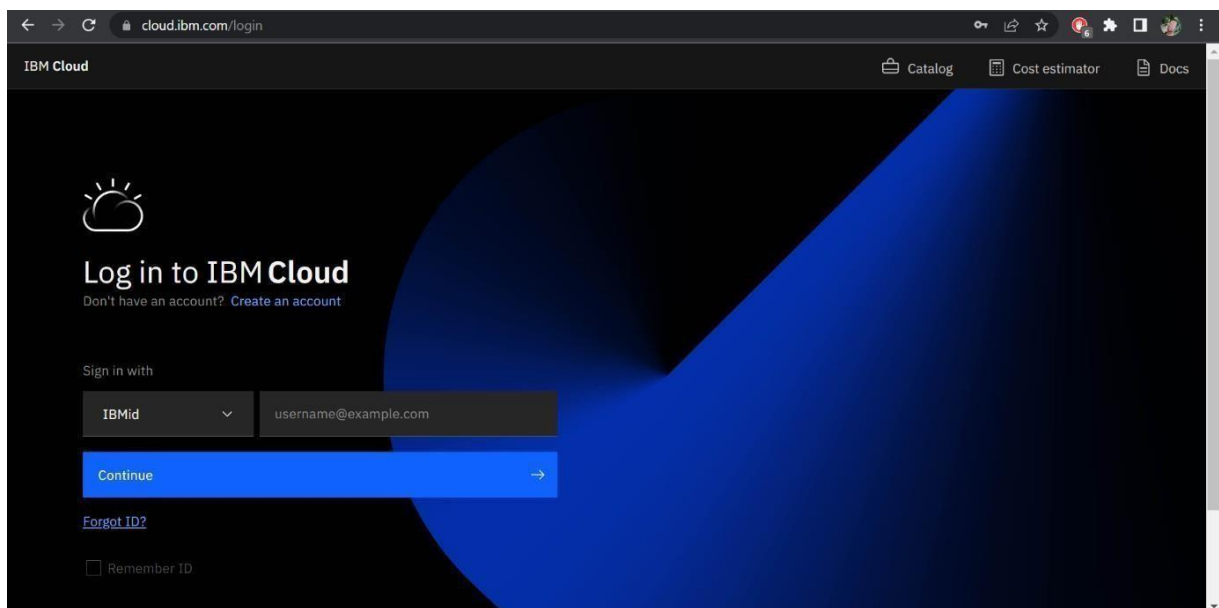 cloud.ibm.com/login
6
IBM Cloud
Catalog
Cost estimator
Docs
Log in to IBM Cloud
Don't have an account? Create an account
Sign in with
IBMid
username@example.com
Continue
Forgot ID?
Remember ID